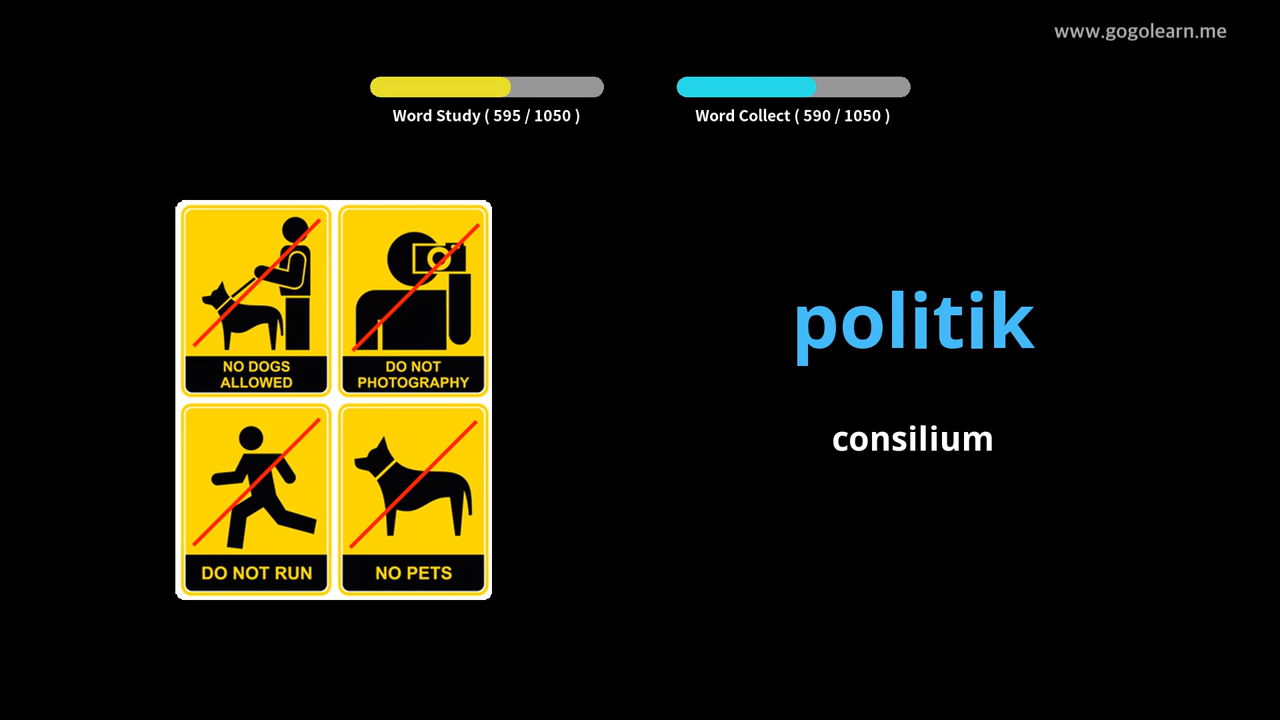 www.gogolearn.me
Word Study ( 595 / 1050 )
Word Collect ( 590 / 1050 )
NO DOGS
ALLOWED
DO NOT
PHOTOGRAPHY
DO NOT RUN
NO PETS
politik
consilium